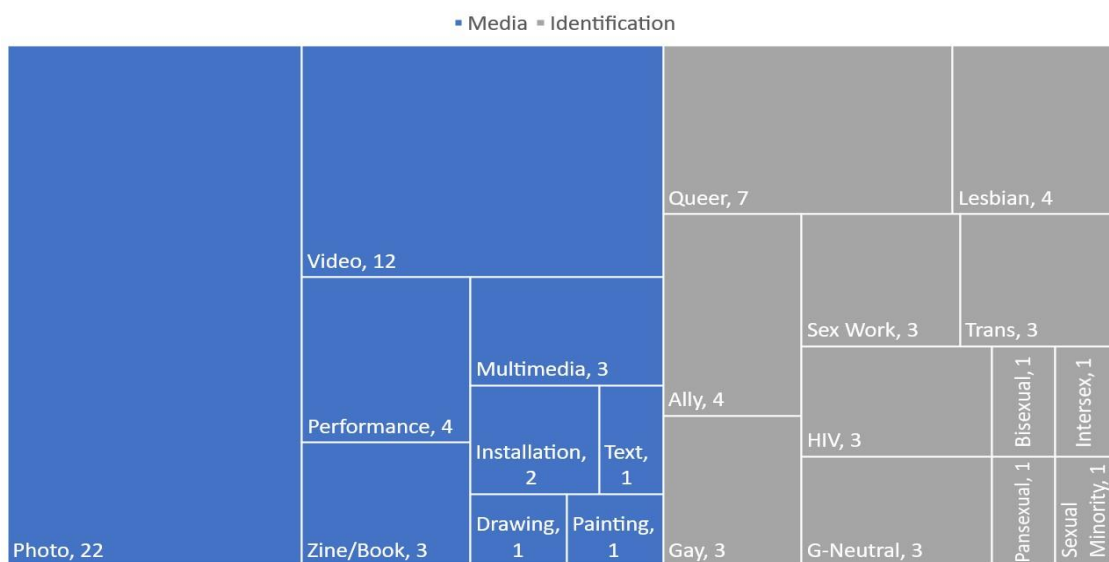 Media Identification
Photo, 22
Video, 12
Performance, 4
Zine/Book, 3
Multimedia, 3
Installation,
2
Text,
1
Drawing,
1
Painting,
1
Queer, 7
Lesbian, 4
Ally, 4
Gay, 3
Sex Work, 3
Trans, 3
HIV, 3
G-Neutral, 3
Bisexual, 1
Intersex, 1
Pansexual, 1
Sexual
Minority, 1